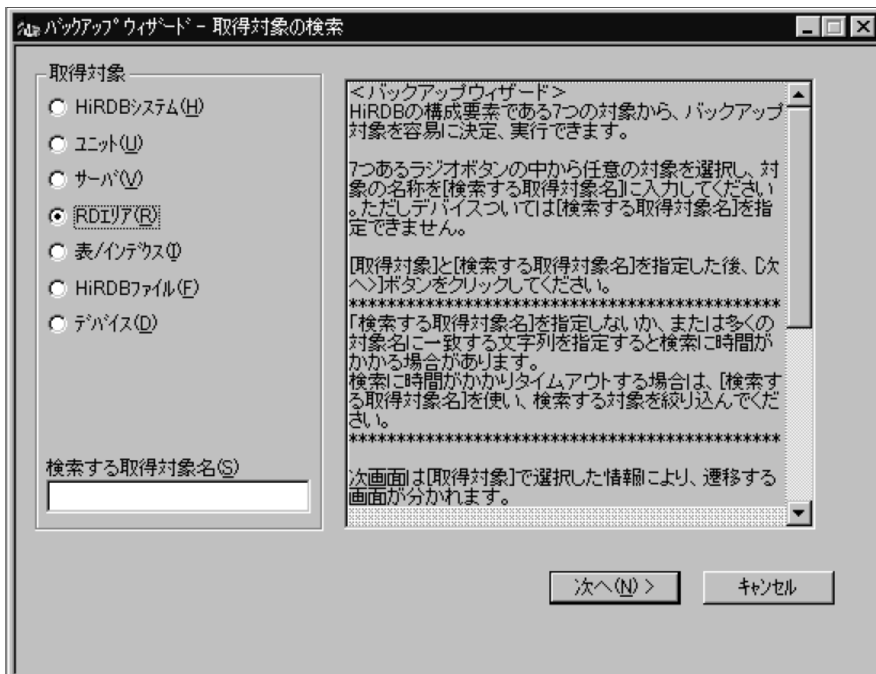 バックアップウィザード - 取得対象の検索
取得対象
HiRDBシステム(H)
ユニット(U)
サーバ(V)
RDエリア(R)
表/インデクス(I)
HiRDBファイル(F)
デバイス(D)
検索する取得対象名(S)
<バックアップウィザード>
HiRDBの構成要素である7つの対象から、バックアップ
対象を容易に決定、実行できます。
7つあるラジオボタンの中から任意の対象を選択し、対
象の名称を[検索する取得対象名]に入力してください
。ただしデバイスついては[検索する取得対象名]を指
定できません。
[取得対象]と[検索する取得対象名]を指定した後、[次
へ>]ボタンをクリックしてください。
*********************************************
「検索する取得対象名]を指定しないか、または多くの
対象名に一致する文字列を指定すると検索に時間が
かかる場合があります。
検索に時間がかかりタイムアウトする場合は、[検索す
る取得対象名]を使い、検索する対象を絞り込んでくだ
さい。
*********************************************
次画面は[取得対象]で選択した情報により、遷移する
画面が分かれます。
次へ(N) >
キャンセル